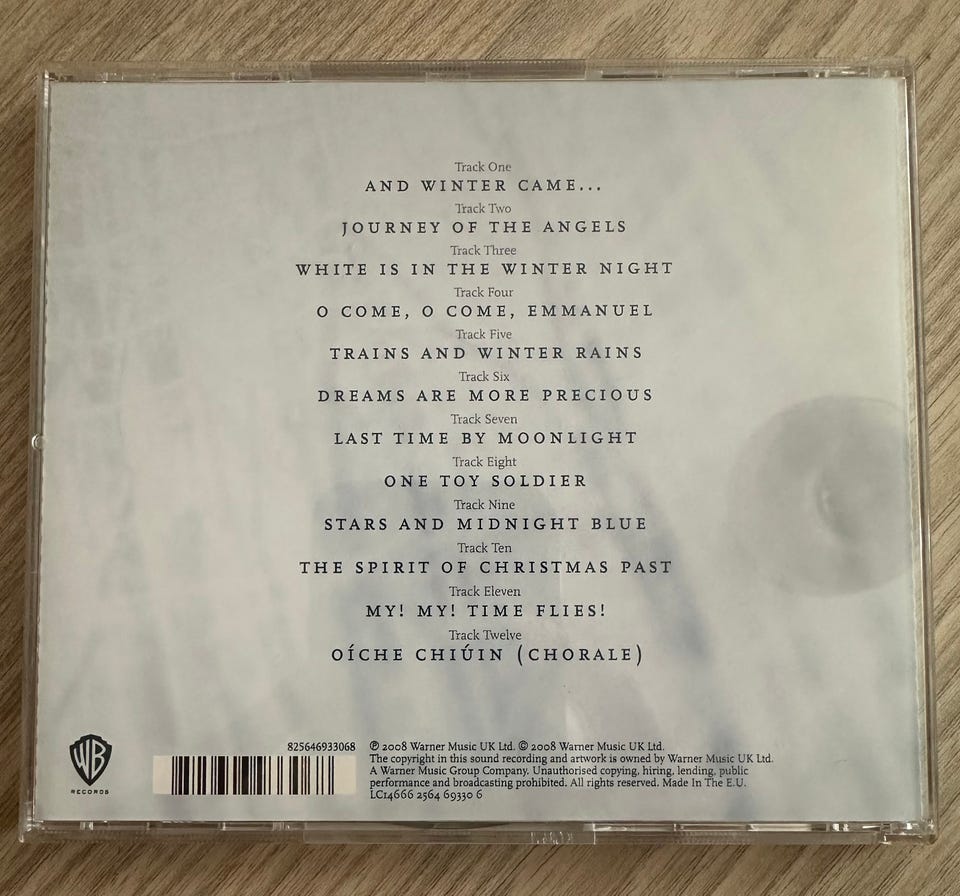 Track One
AND WINTER CAME...
Track Two
JOURNEY OF THE ANGELS
Track Three
WHITE IS IN THE WINTER NIGHT
Track Four
O COME, O COME, EMMANUEL
Track Five
TRAINS AND WINTER RAINS
Track Six
DREAMS ARE MORE PRECIOUS
Track Seven
LAST TIME BY MOONLIGHT
Track Eight
ONE TOY SOLDIER
Track Nine
STARS AND MIDNIGHT BLUE
Track Ten
THE SPIRIT OF CHRISTMAS PAST
Track Eleven
MY! MY! TIME FLIES!
Track Twelve
OÍCHE CHIÚIN (CHORALE)
WB
RECORDS
825646933068
℗ 2008 Warner Music UK Ltd. © 2008 Warner Music UK Ltd.
The copyright in this sound recording and artwork is owned by Warner Music UK Ltd.
A Warner Music Group Company. Unauthorised copying, hiring, lending, public
performance and broadcasting prohibited. All rights reserved. Made In The E.U.
LC14666 2564 69330 6